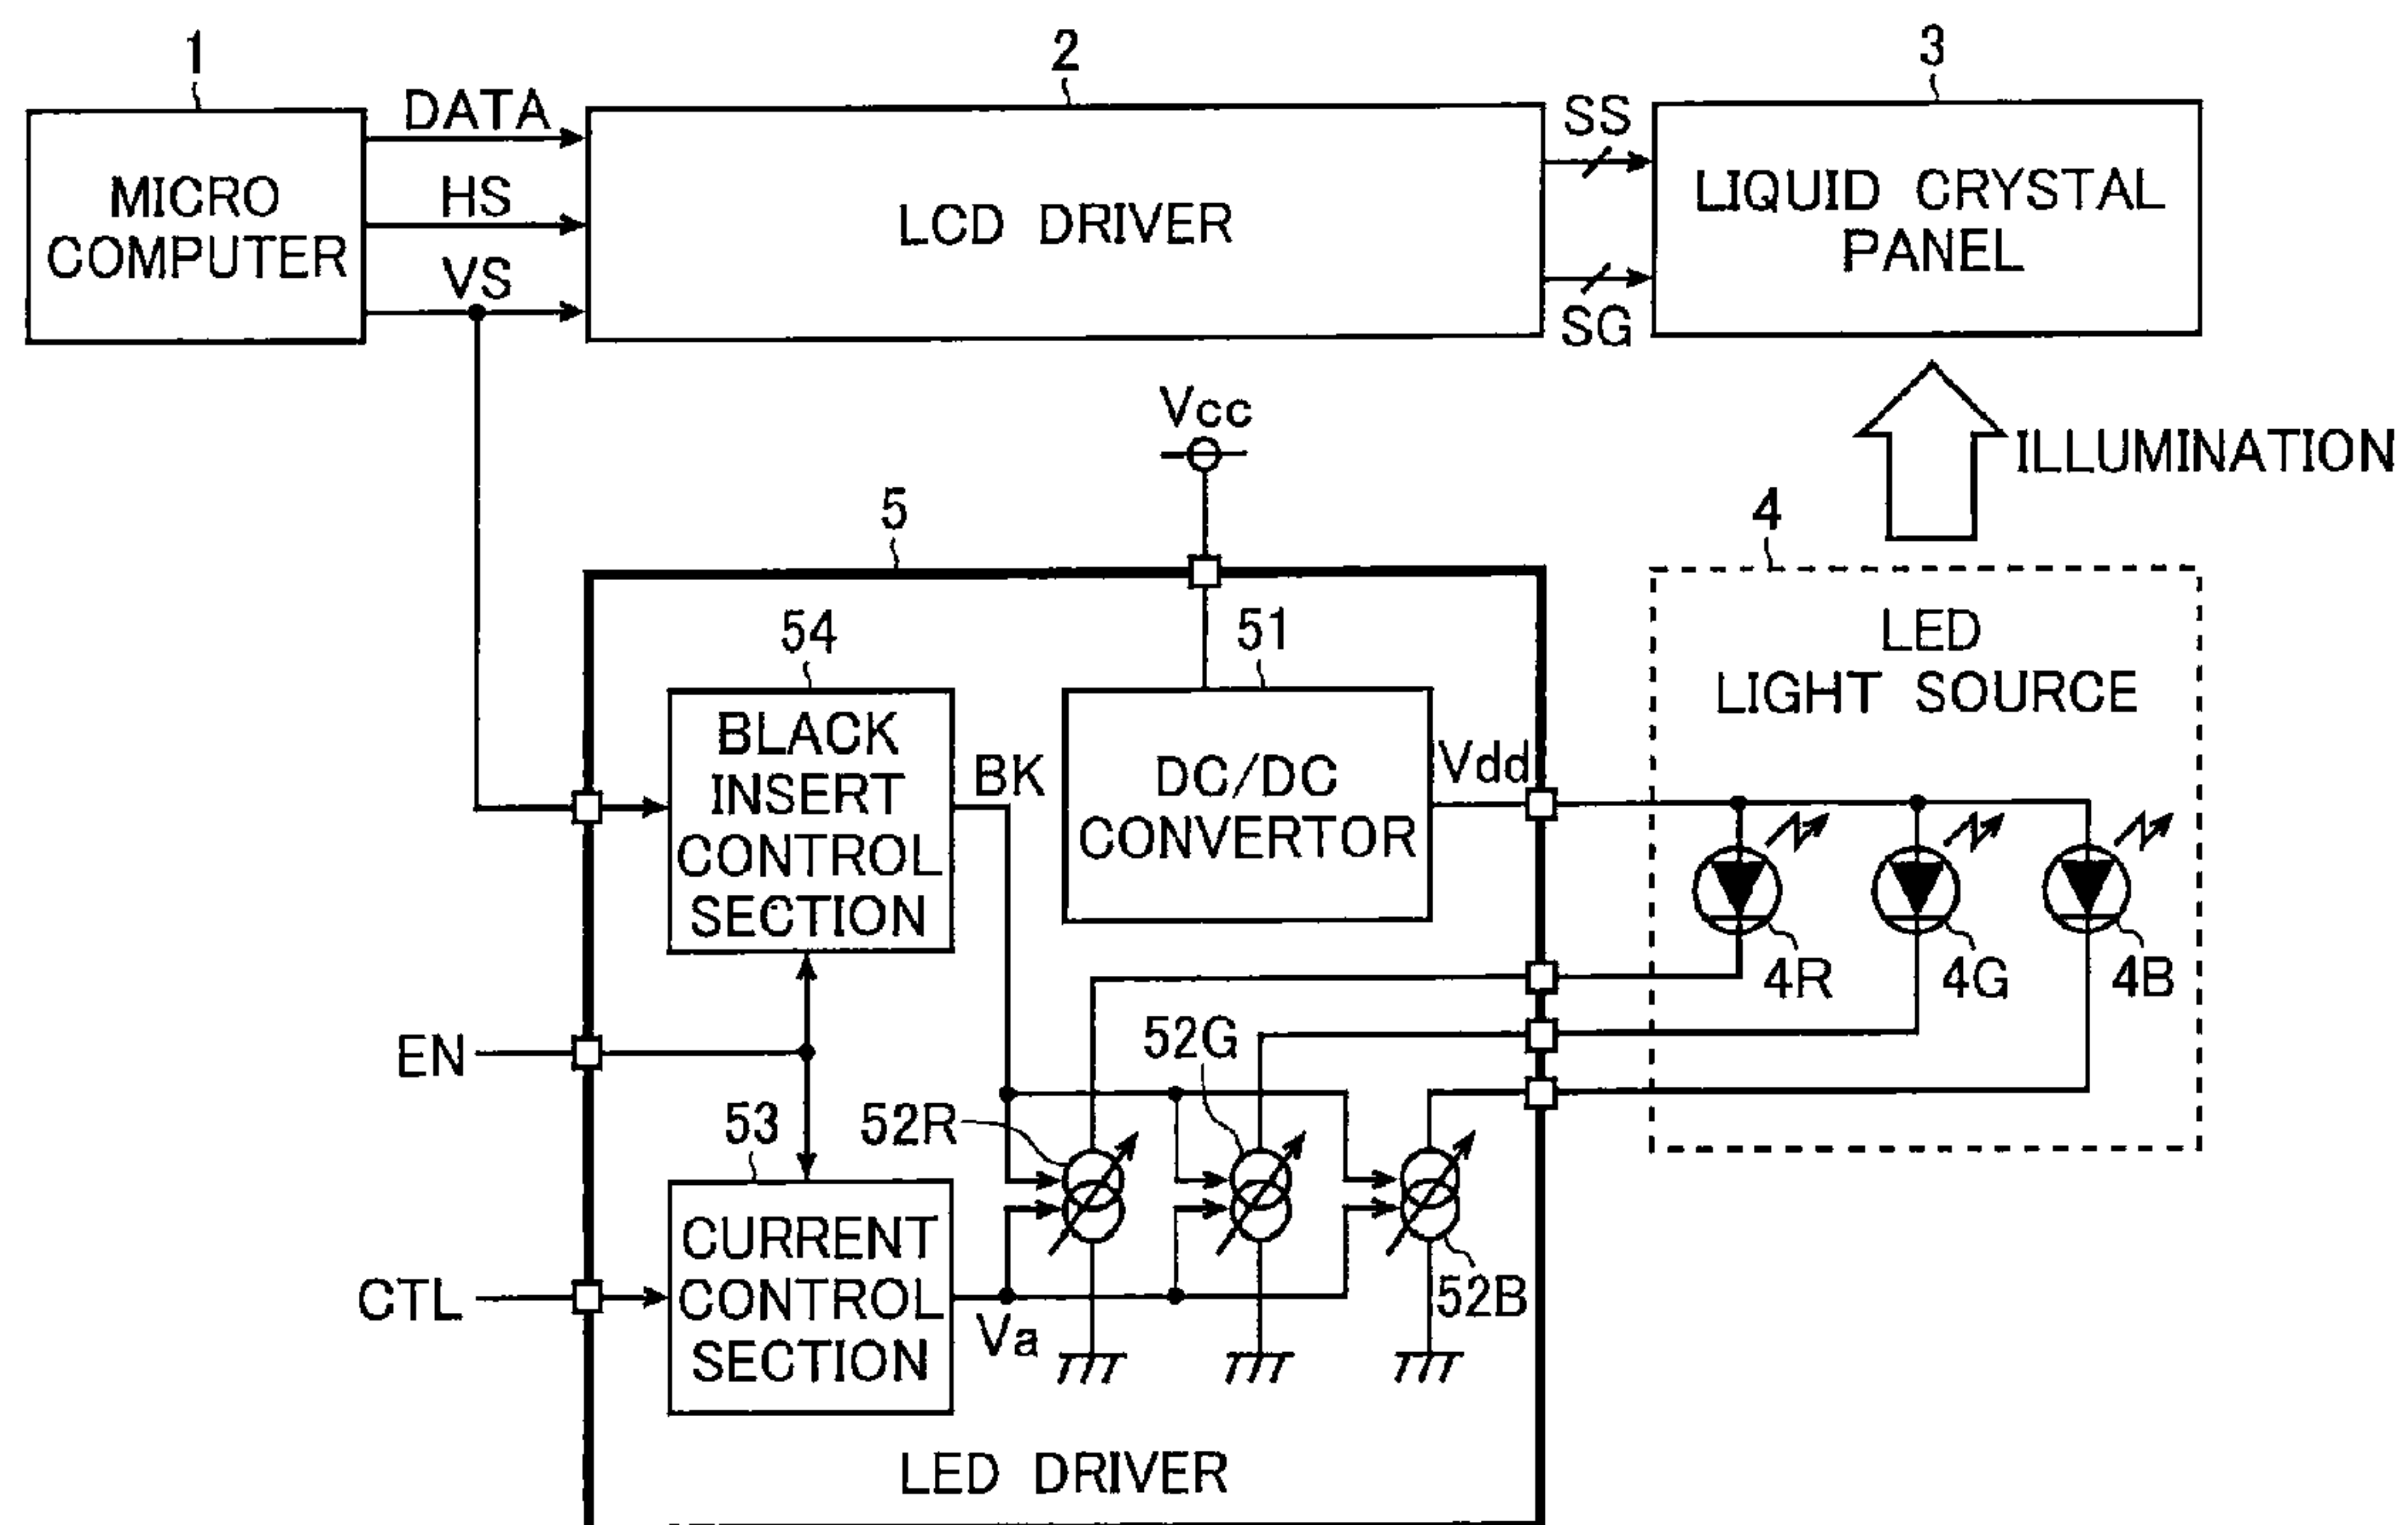 1
2
3
DATA
HS
VS
MICRO
COMPUTER
LCD DRIVER
SS
SG
LIQUID CRYSTAL
PANEL
Vcc
ILLUMINATION
5
4
54
51
LED
LIGHT SOURCE
BLACK
INSERT
CONTROL
SECTION
BK
DC/DC
CONVERTOR
Vdd
4R
4G
4B
EN
52G
53
52R
CURRENT
CONTROL
SECTION
CTL
Va
52B
LED DRIVER